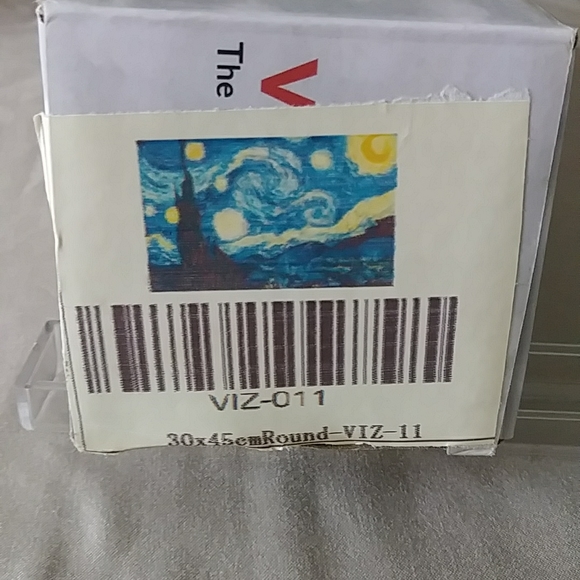 V
The
VIZ-011
30x45cmRound-VIZ-11